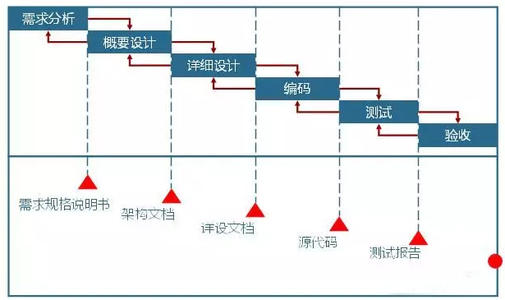 需求分析
概要设计
详细设计
编码
测试
验收
需求规格说明书
架构文档
详设文档
源代码
测试报告